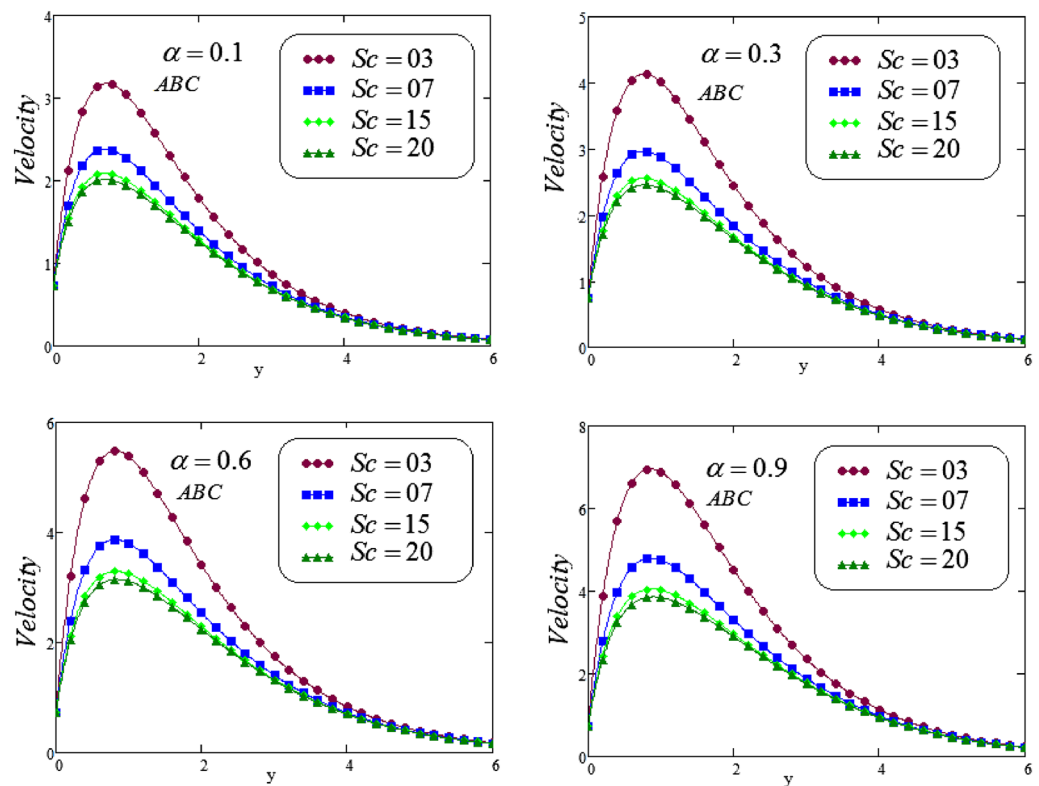 4
3
2
1
0
Velocity
α = 0.1
ABC
Sc = 03
Sc = 07
Sc = 15
Sc = 20
0
2
4
6
y
5
4
3
2
1
0
Velocity
α = 0.3
ABC
Sc = 03
Sc = 07
Sc = 15
Sc = 20
0
2
4
6
y
6
4
2
0
Velocity
α = 0.6
ABC
Sc = 03
Sc = 07
Sc = 15
Sc = 20
0
2
4
6
y
8
6
4
2
0
Velocity
α = 0.9
ABC
Sc = 03
Sc = 07
Sc = 15
Sc = 20
0
2
4
6
y